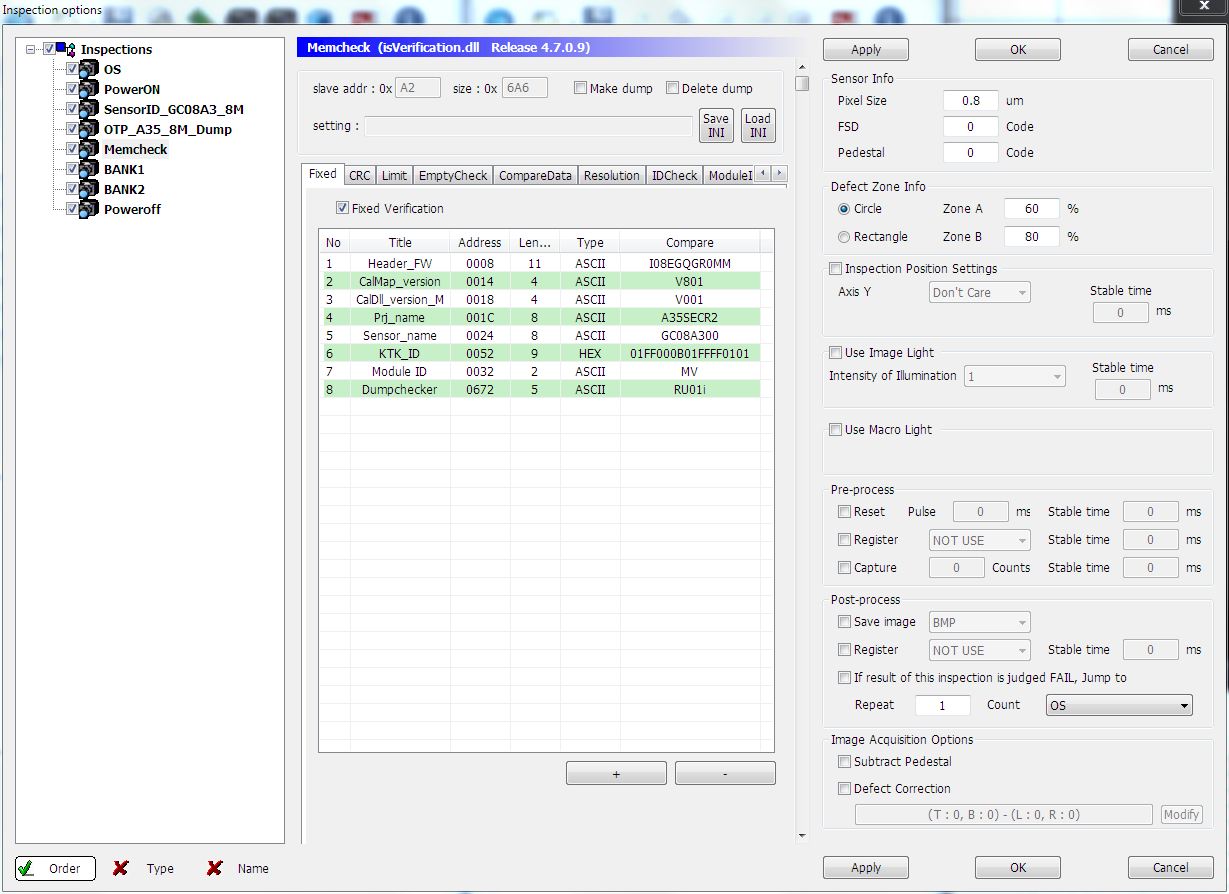 Inspection options
x
Inspections
OS
PowerON
SensorID_GC08A3_8M
OTP_A35_8M_Dump
Memcheck
BANK1
BANK2
Poweroff
Order Type Name
Memcheck (isVerification.dll Release 4.7.0.9)
slave addr : 0x A2 size : 0x 6A6 Make dump Delete dump
setting : Save INI Load INI
Fixed CRC Limit EmptyCheck CompareData Resolution IDCheck ModuleI
Fixed Verification
No Title Address Len... Type Compare
1 Header_FW 0008 11 ASCII I08EGQGR0MM
2 CalMap_version 0014 4 ASCII V801
3 CalDll_version_M 0018 4 ASCII V001
4 Prj_name 001C 8 ASCII A35SECR2
5 Sensor_name 0024 8 ASCII GC08A300
6 KTK_ID 0052 9 HEX 01FF000B01FFFF0101
7 Module ID 0032 2 ASCII MV
8 Dumpchecker 0672 5 ASCII RU01i
+ -
Apply OK Cancel
Sensor Info
Pixel Size 0.8 um
FSD 0 Code
Pedestal 0 Code
Defect Zone Info
Circle Zone A 60 %
Rectangle Zone B 80 %
Inspection Position Settings
Axis Y Don't Care Stable time
0 ms
Use Image Light
Intensity of Illumination 1 Stable time
0 ms
Use Macro Light
Pre-process
Reset Pulse 0 ms Stable time 0 ms
Register NOT USE Stable time 0 ms
Capture 0 Counts Stable time 0 ms
Post-process
Save image BMP
Register NOT USE Stable time 0 ms
If result of this inspection is judged FAIL, Jump to
Repeat 1 Count OS
Image Acquisition Options
Subtract Pedestal
Defect Correction
(T : 0, B : 0) - (L : 0, R : 0) Modify
Apply OK Cancel